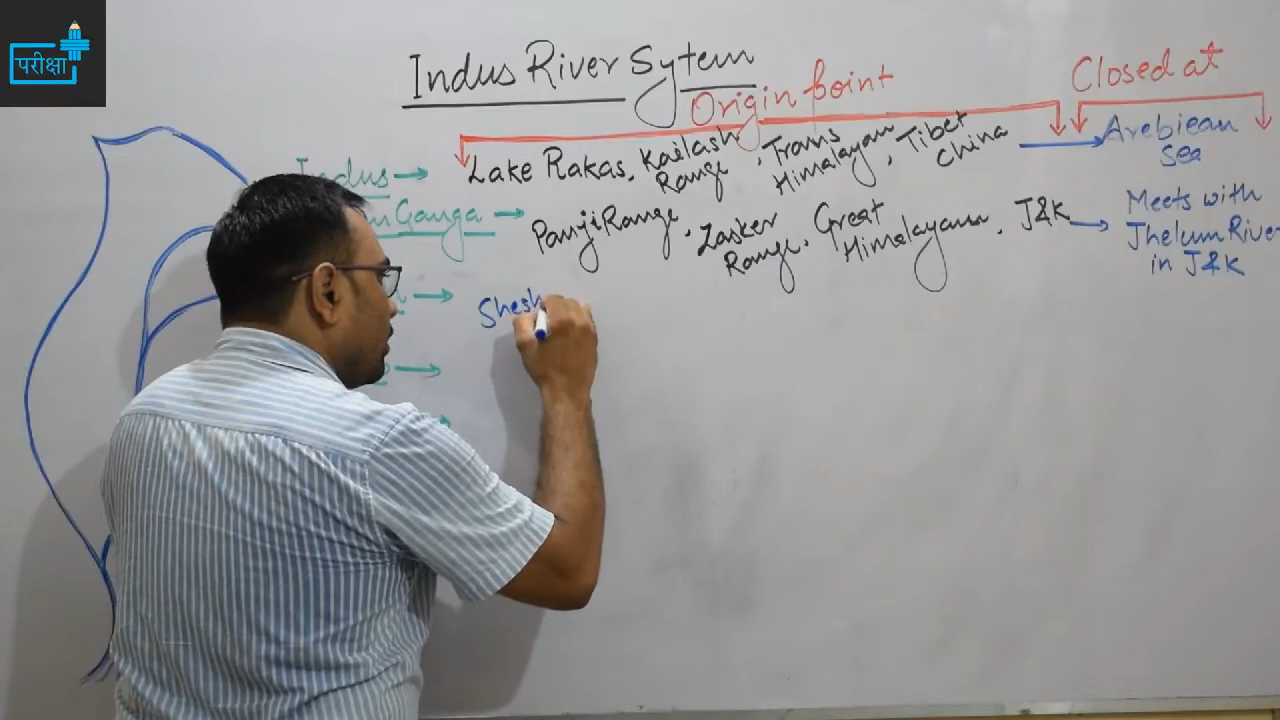 परीक्षा
Indus River Sytem
Origin point
Closed at
Indus → Lake Rakas, Kailash Range, Trans Himalayan, Tibet China → Arebiean Sea
Ganga → PanjiRange, Zasker Range, Great Himalayan, J&K → Meets with Jhelum River in J&K
→ Shesh